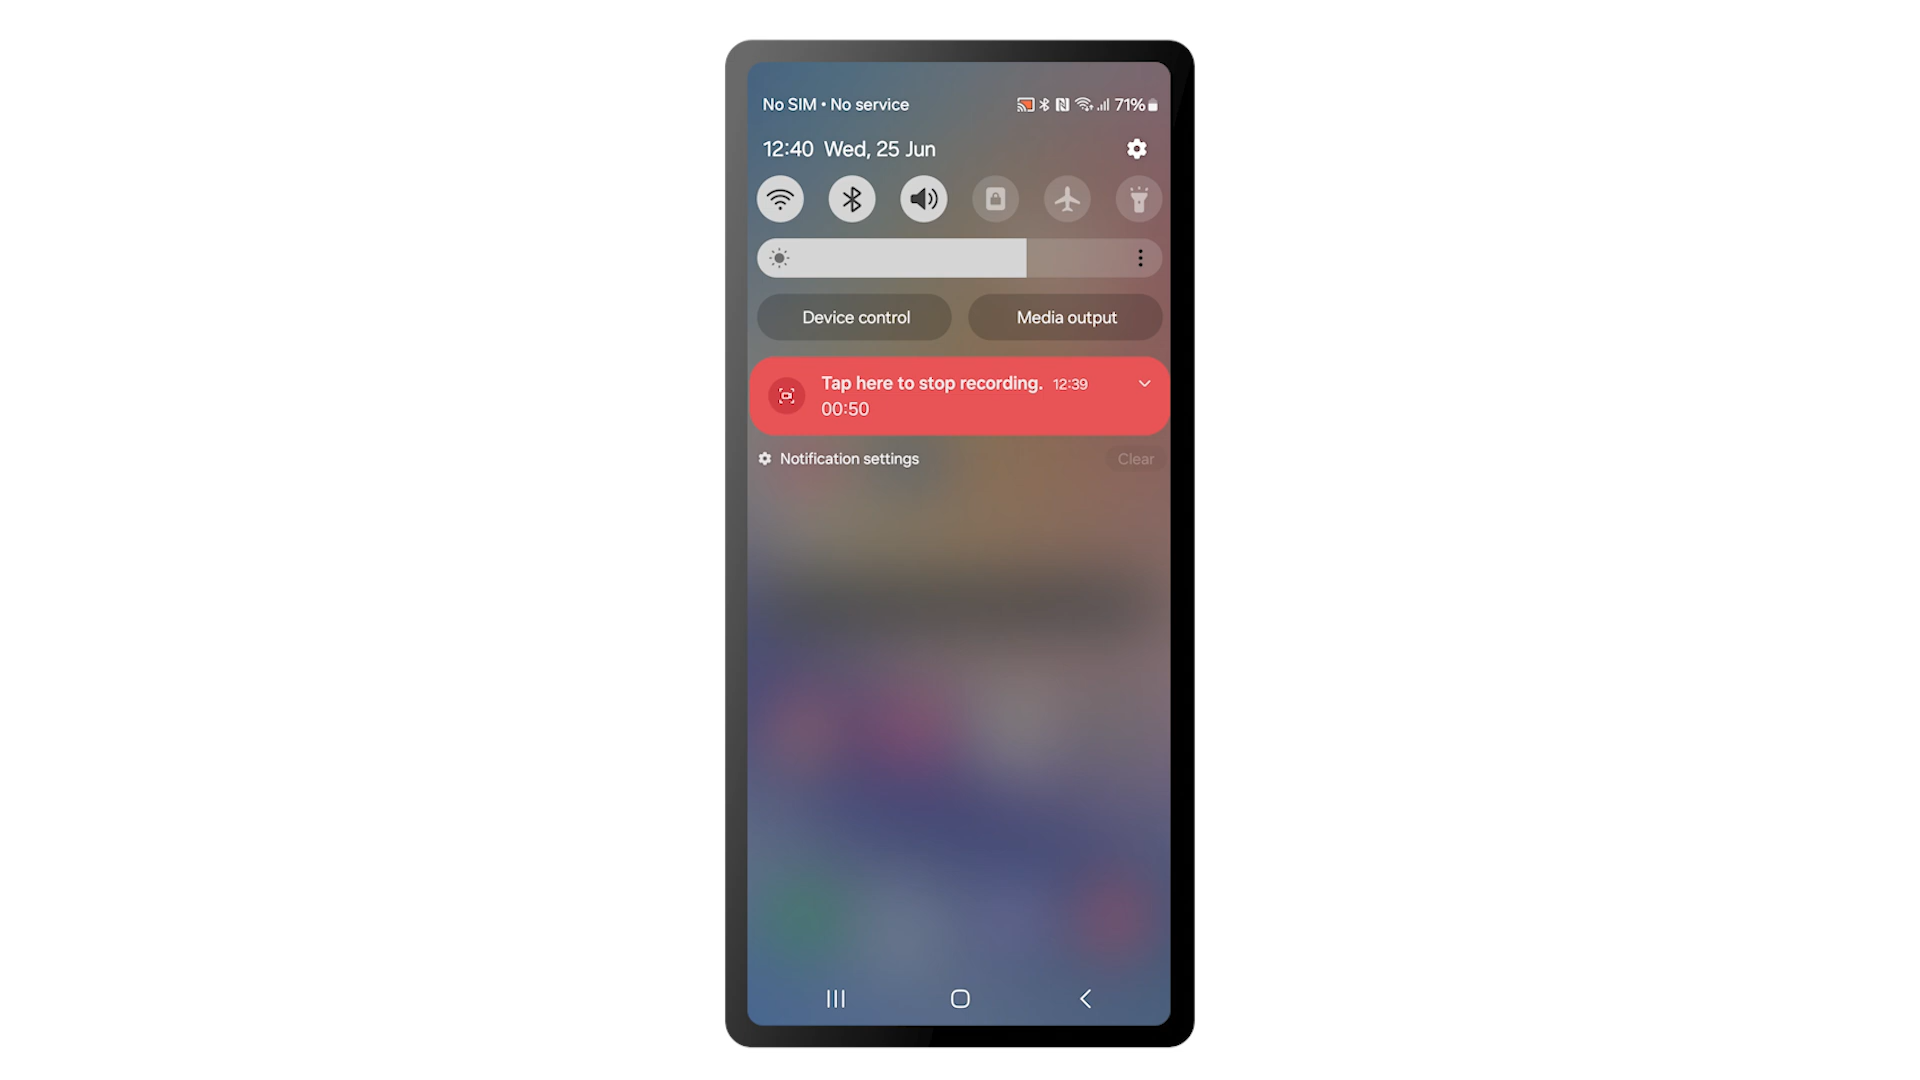 No SIM • No service 71%
12:40 Wed, 25 Jun
Device control Media output
Tap here to stop recording. 12:39
00:50
Notification settings Clear